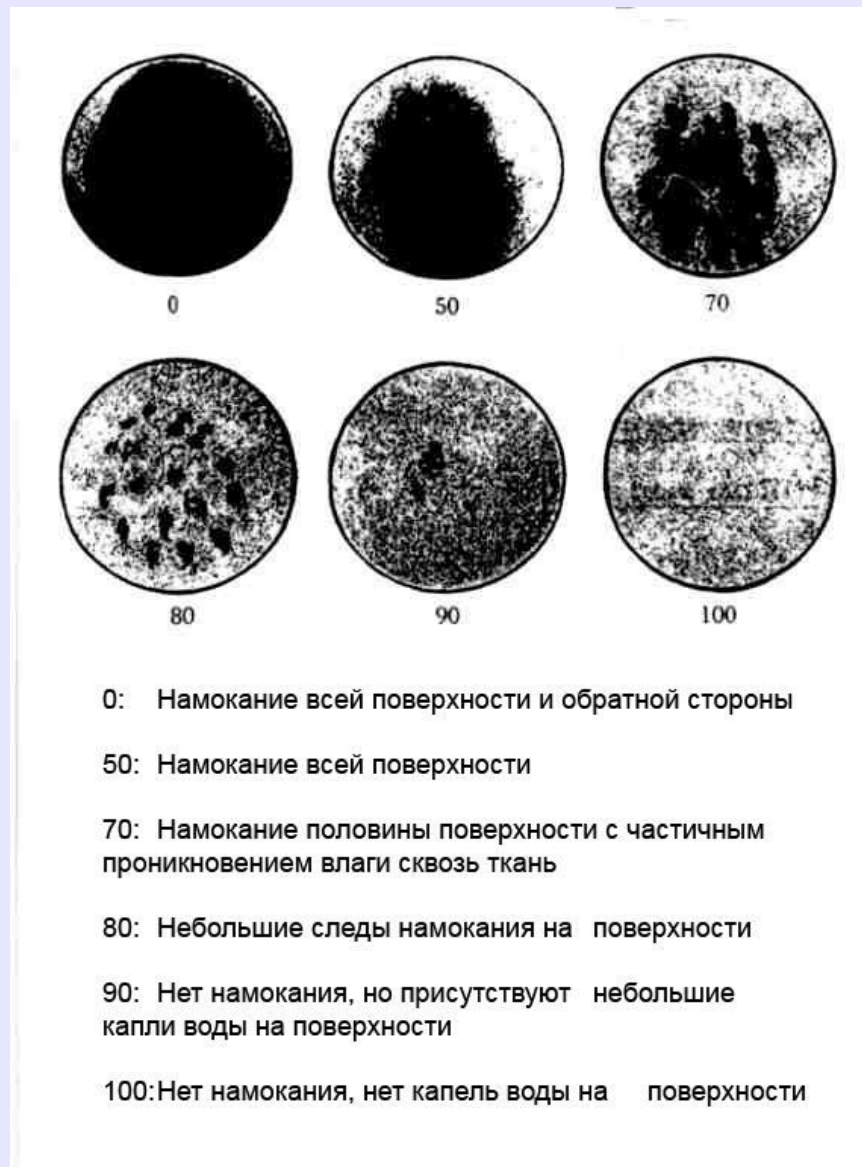 0 50 70
80 90 100
0: Намокание всей поверхности и обратной стороны
50: Намокание всей поверхности
70: Намокание половины поверхности с частичным
проникновением влаги сквозь ткань
80: Небольшие следы намокания на поверхности
90: Нет намокания, но присутствуют небольшие
капли воды на поверхности
100:Нет намокания, нет капель воды на поверхности